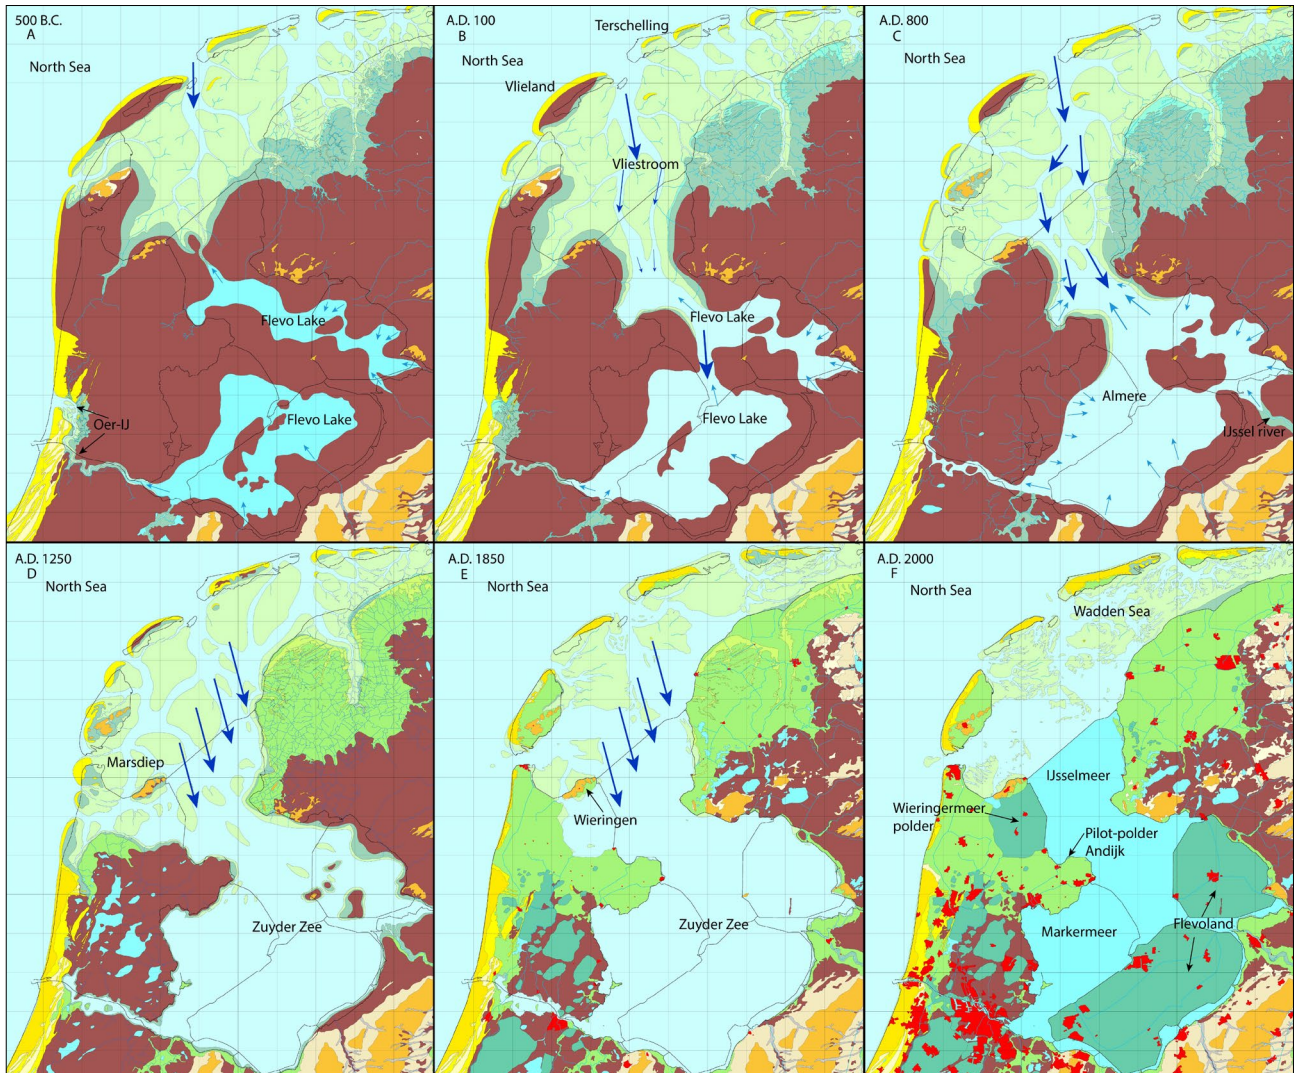 500 B.C.
A
North Sea
Flevo Lake
Flevo Lake
Oer-IJ
A.D. 100
B
Terschelling
North Sea
Vlieland
Vliestroom
Flevo Lake
Flevo Lake
A.D. 800
C
North Sea
Almere
IJssel river
A.D. 1250
D
North Sea
Marsdiep
Zuyder Zee
A.D. 1850
E
North Sea
Wieringen
Zuyder Zee
A.D. 2000
F
North Sea
Wadden Sea
IJsselmeer
Wieringermeer
polder
Pilot-polder
Andijk
Markermeer
Flevoland